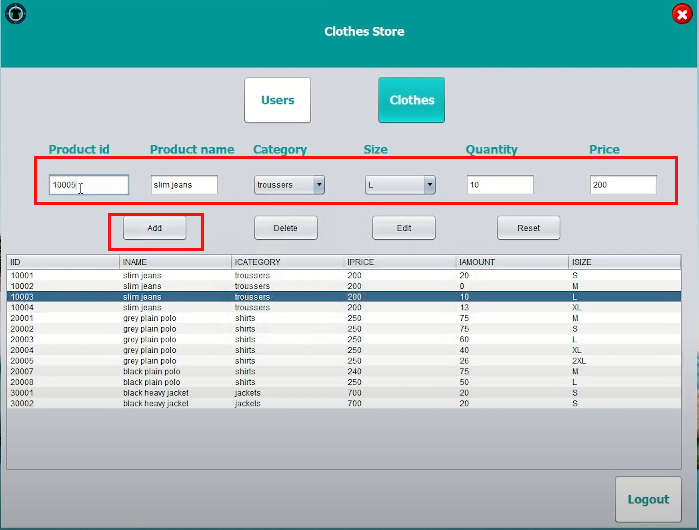 Clothes Store
Users Clothes
Product id Product name Category Size Quantity Price
10005 slim jeans troussers L 10 200
Add Delete Edit Reset
IID INAME ICATEGORY IPRICE IAMOUNT ISIZE
10001 slim jeans troussers 200 20 S
10002 slim jeans troussers 200 0 M
10003 slim jeans troussers 200 10 L
10004 slim jeans troussers 200 13 XL
20001 grey plain polo shirts 250 75 M
20002 grey plain polo shirts 250 75 S
20003 grey plain polo shirts 250 60 L
20004 grey plain polo shirts 250 40 XL
20005 grey plain polo shirts 250 26 2XL
20007 black plain polo shirts 240 75 M
20008 black plain polo shirts 250 50 L
30001 black heavy jacket jackets 700 20 S
30002 black heavy jacket jackets 700 20 S
Logout